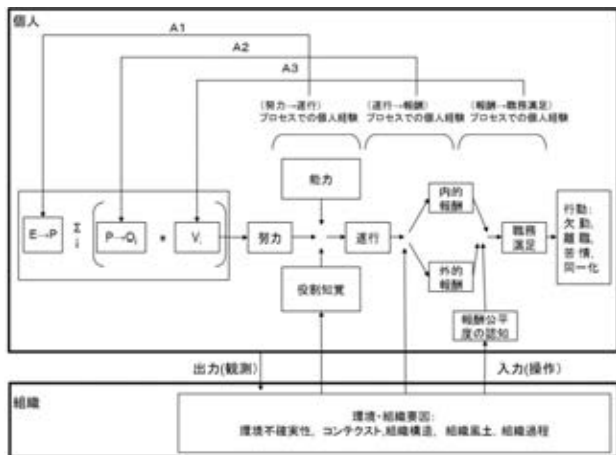 個人
A1
A2
A3
(努力→遂行)
プロセスでの個人経験
(遂行→報酬)
プロセスでの個人経験
(報酬→職務満足)
プロセスでの個人経験
能力
内的
報酬
E→P
Σ
i
P→Qi
*
Vi
努力
遂行
職務
満足
行動:
欠勤,
離職,
苦情,
同一化
役割知覚
外的
報酬
報酬公平
度の認知
出力(観測)
入力(操作)
組織
環境・組織要因:
環境不確実性, コンテクスト,組織構造, 組織風土, 組織過程